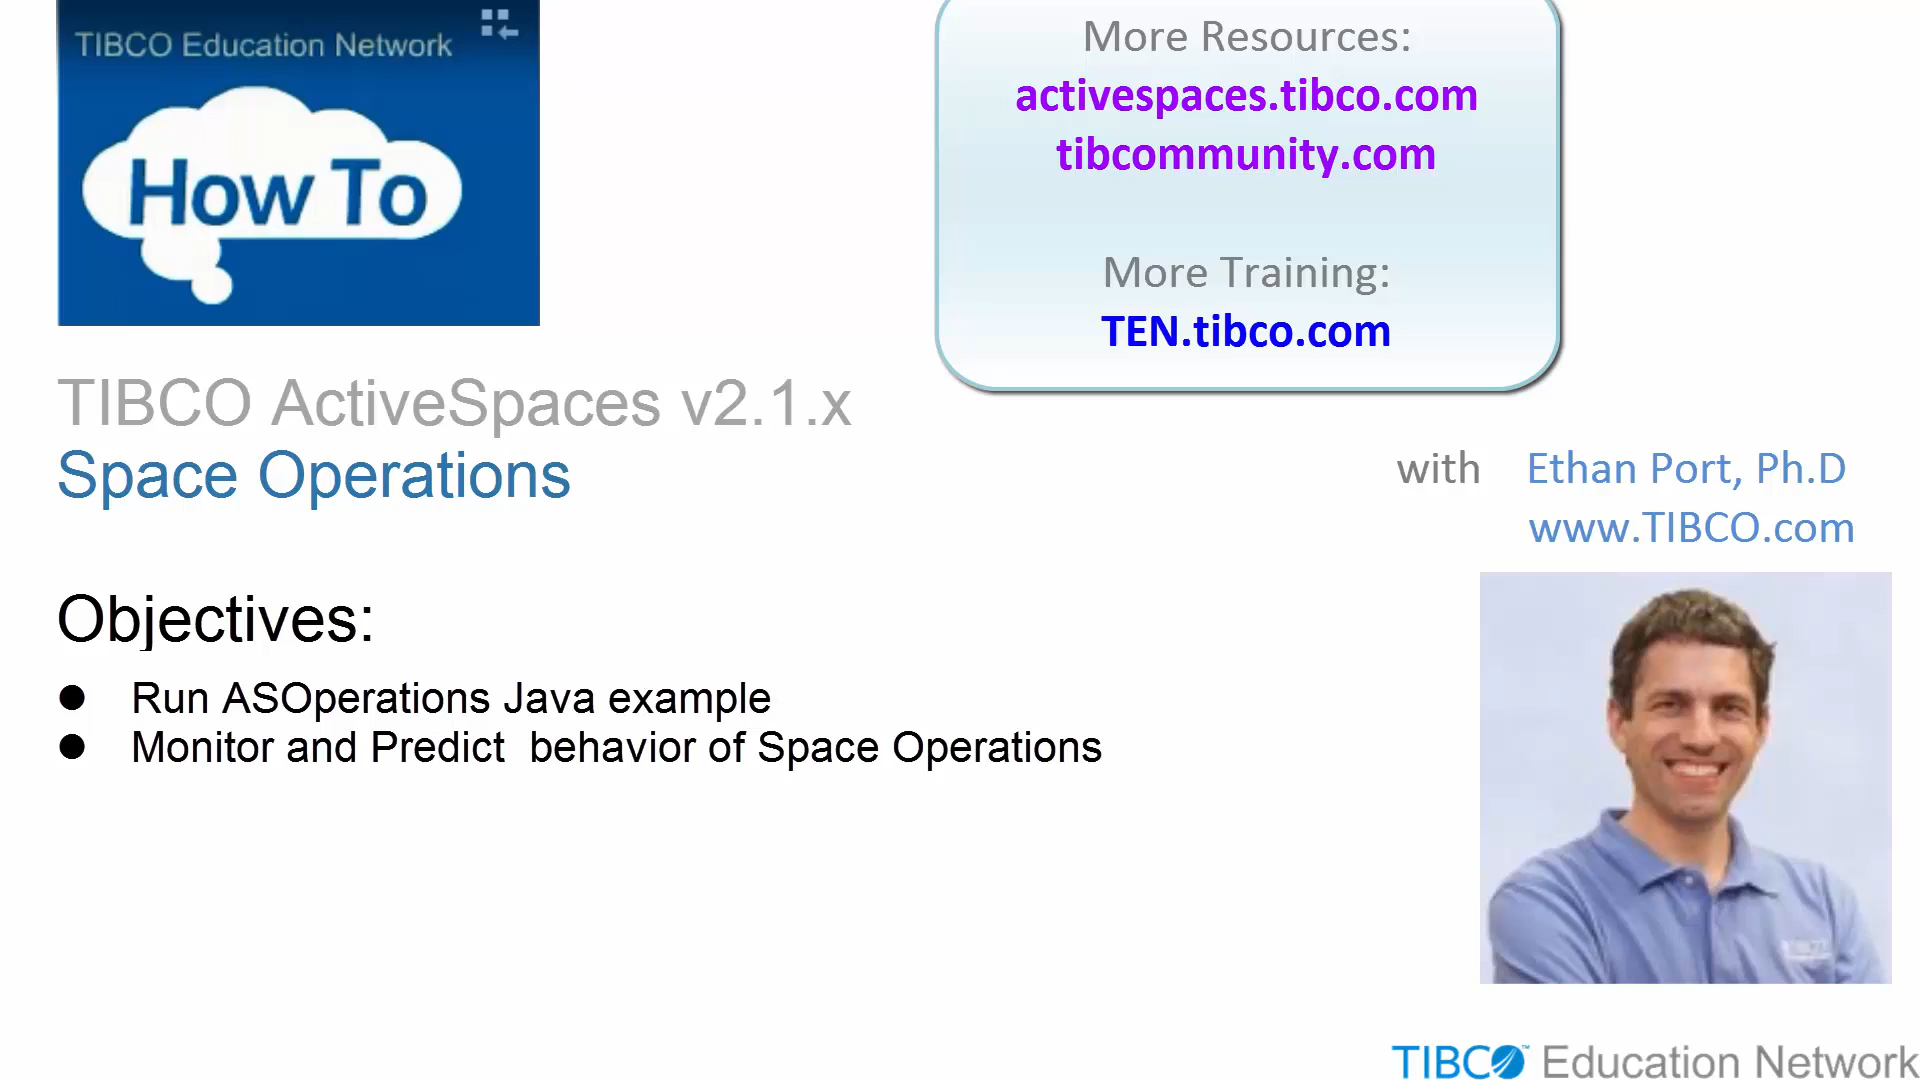 TIBCO Education Network
How To
More Resources:
activespaces.tibco.com
tibcommunity.com
More Training:
TEN.tibco.com
TIBCO ActiveSpaces v2.1.x
Space Operations
with Ethan Port, Ph.D
www.TIBCO.com
Objectives:
● Run ASOperations Java example
● Monitor and Predict behavior of Space Operations
TIBCO™ Education Network